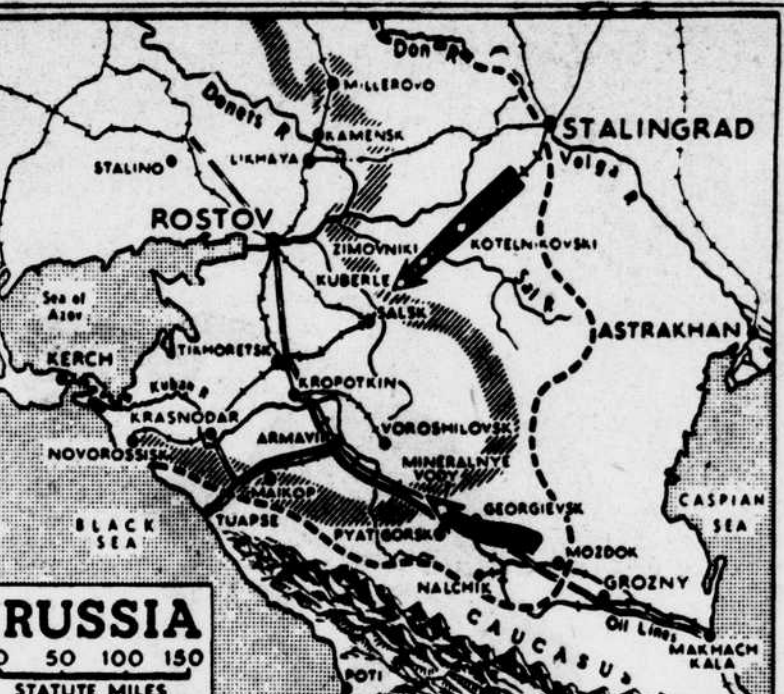 Don R
MILLEROVO
Donets R
KAMENSK
STALINGRAD
LIKHAYA
STALINO
Volga R
ROSTOV
ZIMOVNIKI
KOTELNIKOVSKI
KUBERLE
Sal R
Sea of
Azov
SALSK
ASTRAKHAN
TIKHORETSK
KERCH
Kuban R
KROPOTKIN
KRASNODAR
VOROSHILOVSK
ARMAVIR
NOVOROSSISK
MINERALNYE
VODY
MAIKOP
GEORGIEVSK
CASPIAN
SEA
TUAPSE
BLACK
SEA
PYATIGORSK
MOZDOK
NALCHIK
GROZNY
CAUCASUS
Oil Lines
MAKHACH
KALA
RUSSIA
0 50 100 150
STATUTE MILES
POTI